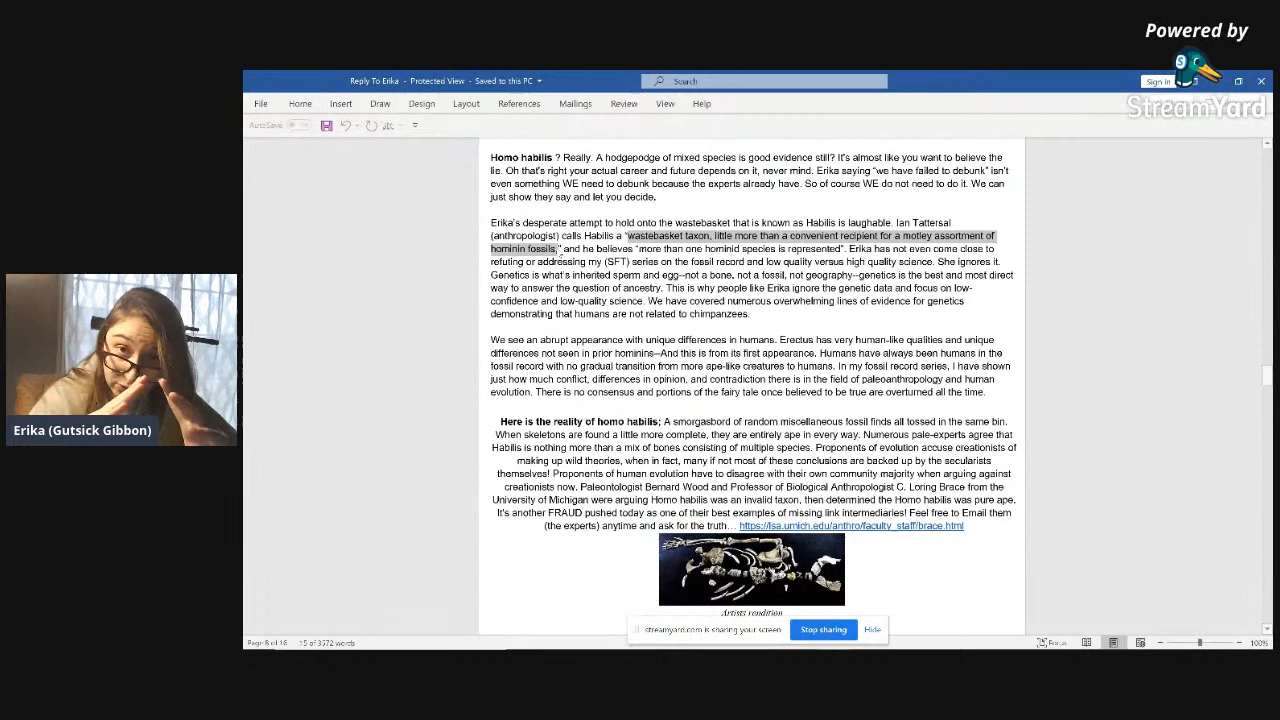 Powered by
StreamYard
Reply To Erika - Protected View - Saved to this PC
Search
Sign in
File Home Insert Draw Design Layout References Mailings Review View Help
AutoSave
Homo habilis ? Really. A hodgepodge of mixed species is good evidence still? It's almost like you want to believe the
lie. Oh that's right your actual career and future depends on it, never mind. Erika saying "we have failed to debunk" isn't
even something WE need to debunk because the experts already have. So of course WE do not need to do it. We can
just show they say and let you decide.
Erika's desperate attempt to hold onto the wastebasket that is known as Habilis is laughable. Ian Tattersal
(anthropologist) calls Habilis a "wastebasket taxon, little more than a convenient recipient for a motley assortment of
hominin fossils," and he believes "more than one hominid species is represented". Erika has not even come close to
refuting or addressing my (SFT) series on the fossil record and low quality versus high quality science. She ignores it.
Genetics is what's inherited sperm and egg--not a bone, not a fossil, not geography--genetics is the best and most direct
way to answer the question of ancestry. This is why people like Erika ignore the genetic data and focus on low-
confidence and low-quality science. We have covered numerous overwhelming lines of evidence for genetics
demonstrating that humans are not related to chimpanzees.
We see an abrupt appearance with unique differences in humans. Erectus has very human-like qualities and unique
differences not seen in prior hominins--And this is from its first appearance. Humans have always been humans in the
fossil record with no gradual transition from more ape-like creatures to humans. In my fossil record series, I have shown
just how much conflict, differences in opinion, and contradiction there is in the field of paleoanthropology and human
evolution. There is no consensus and portions of the fairy tale once believed to be true are overturned all the time.
Here is the reality of homo habilis; A smorgasbord of random miscellaneous fossil finds all tossed in the same bin.
When skeletons are found a little more complete, they are entirely ape in every way. Numerous pale-experts agree that
Habilis is nothing more than a mix of bones consisting of multiple species. Proponents of evolution accuse creationists of
making up wild theories, when in fact, many if not most of these conclusions are backed up by the secularists
themselves! Proponents of human evolution have to disagree with their own community majority when arguing against
creationists now. Paleontologist Bernard Wood and Professor of Biological Anthropologist C. Loring Brace from the
University of Michigan were arguing Homo habilis was an invalid taxon, then determined the Homo habilis was pure ape.
It's another FRAUD pushed today as one of their best examples of missing link intermediaries! Feel free to Email them
(the experts) anytime and ask for the truth… https://lsa.umich.edu/anthro/faculty_staff/brace.html
Artists rendition
streamyard.com is sharing your screen. Stop sharing Hide
Erika (Gutsick Gibbon)
Page 8 of 16 15 of 3572 words
Focus
100%